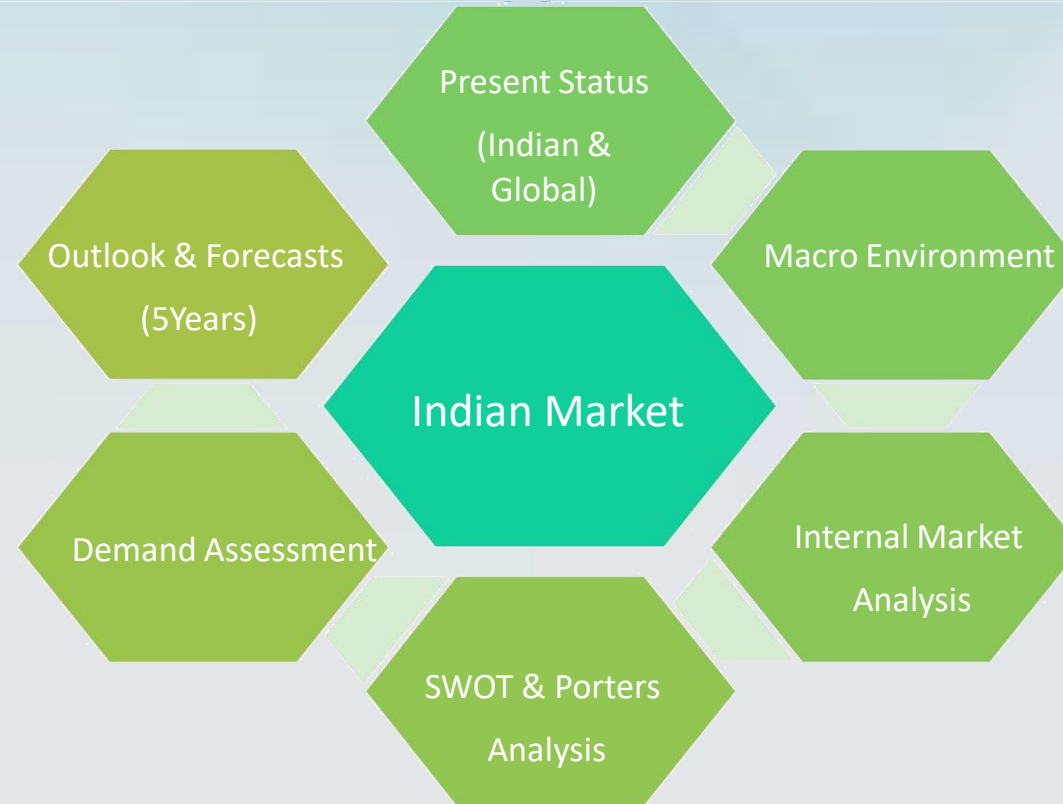 Present Status
(Indian &
Global)
Macro Environment
Internal Market
Analysis
SWOT & Porters
Analysis
Demand Assessment
Outlook & Forecasts
(5Years)
Indian Market